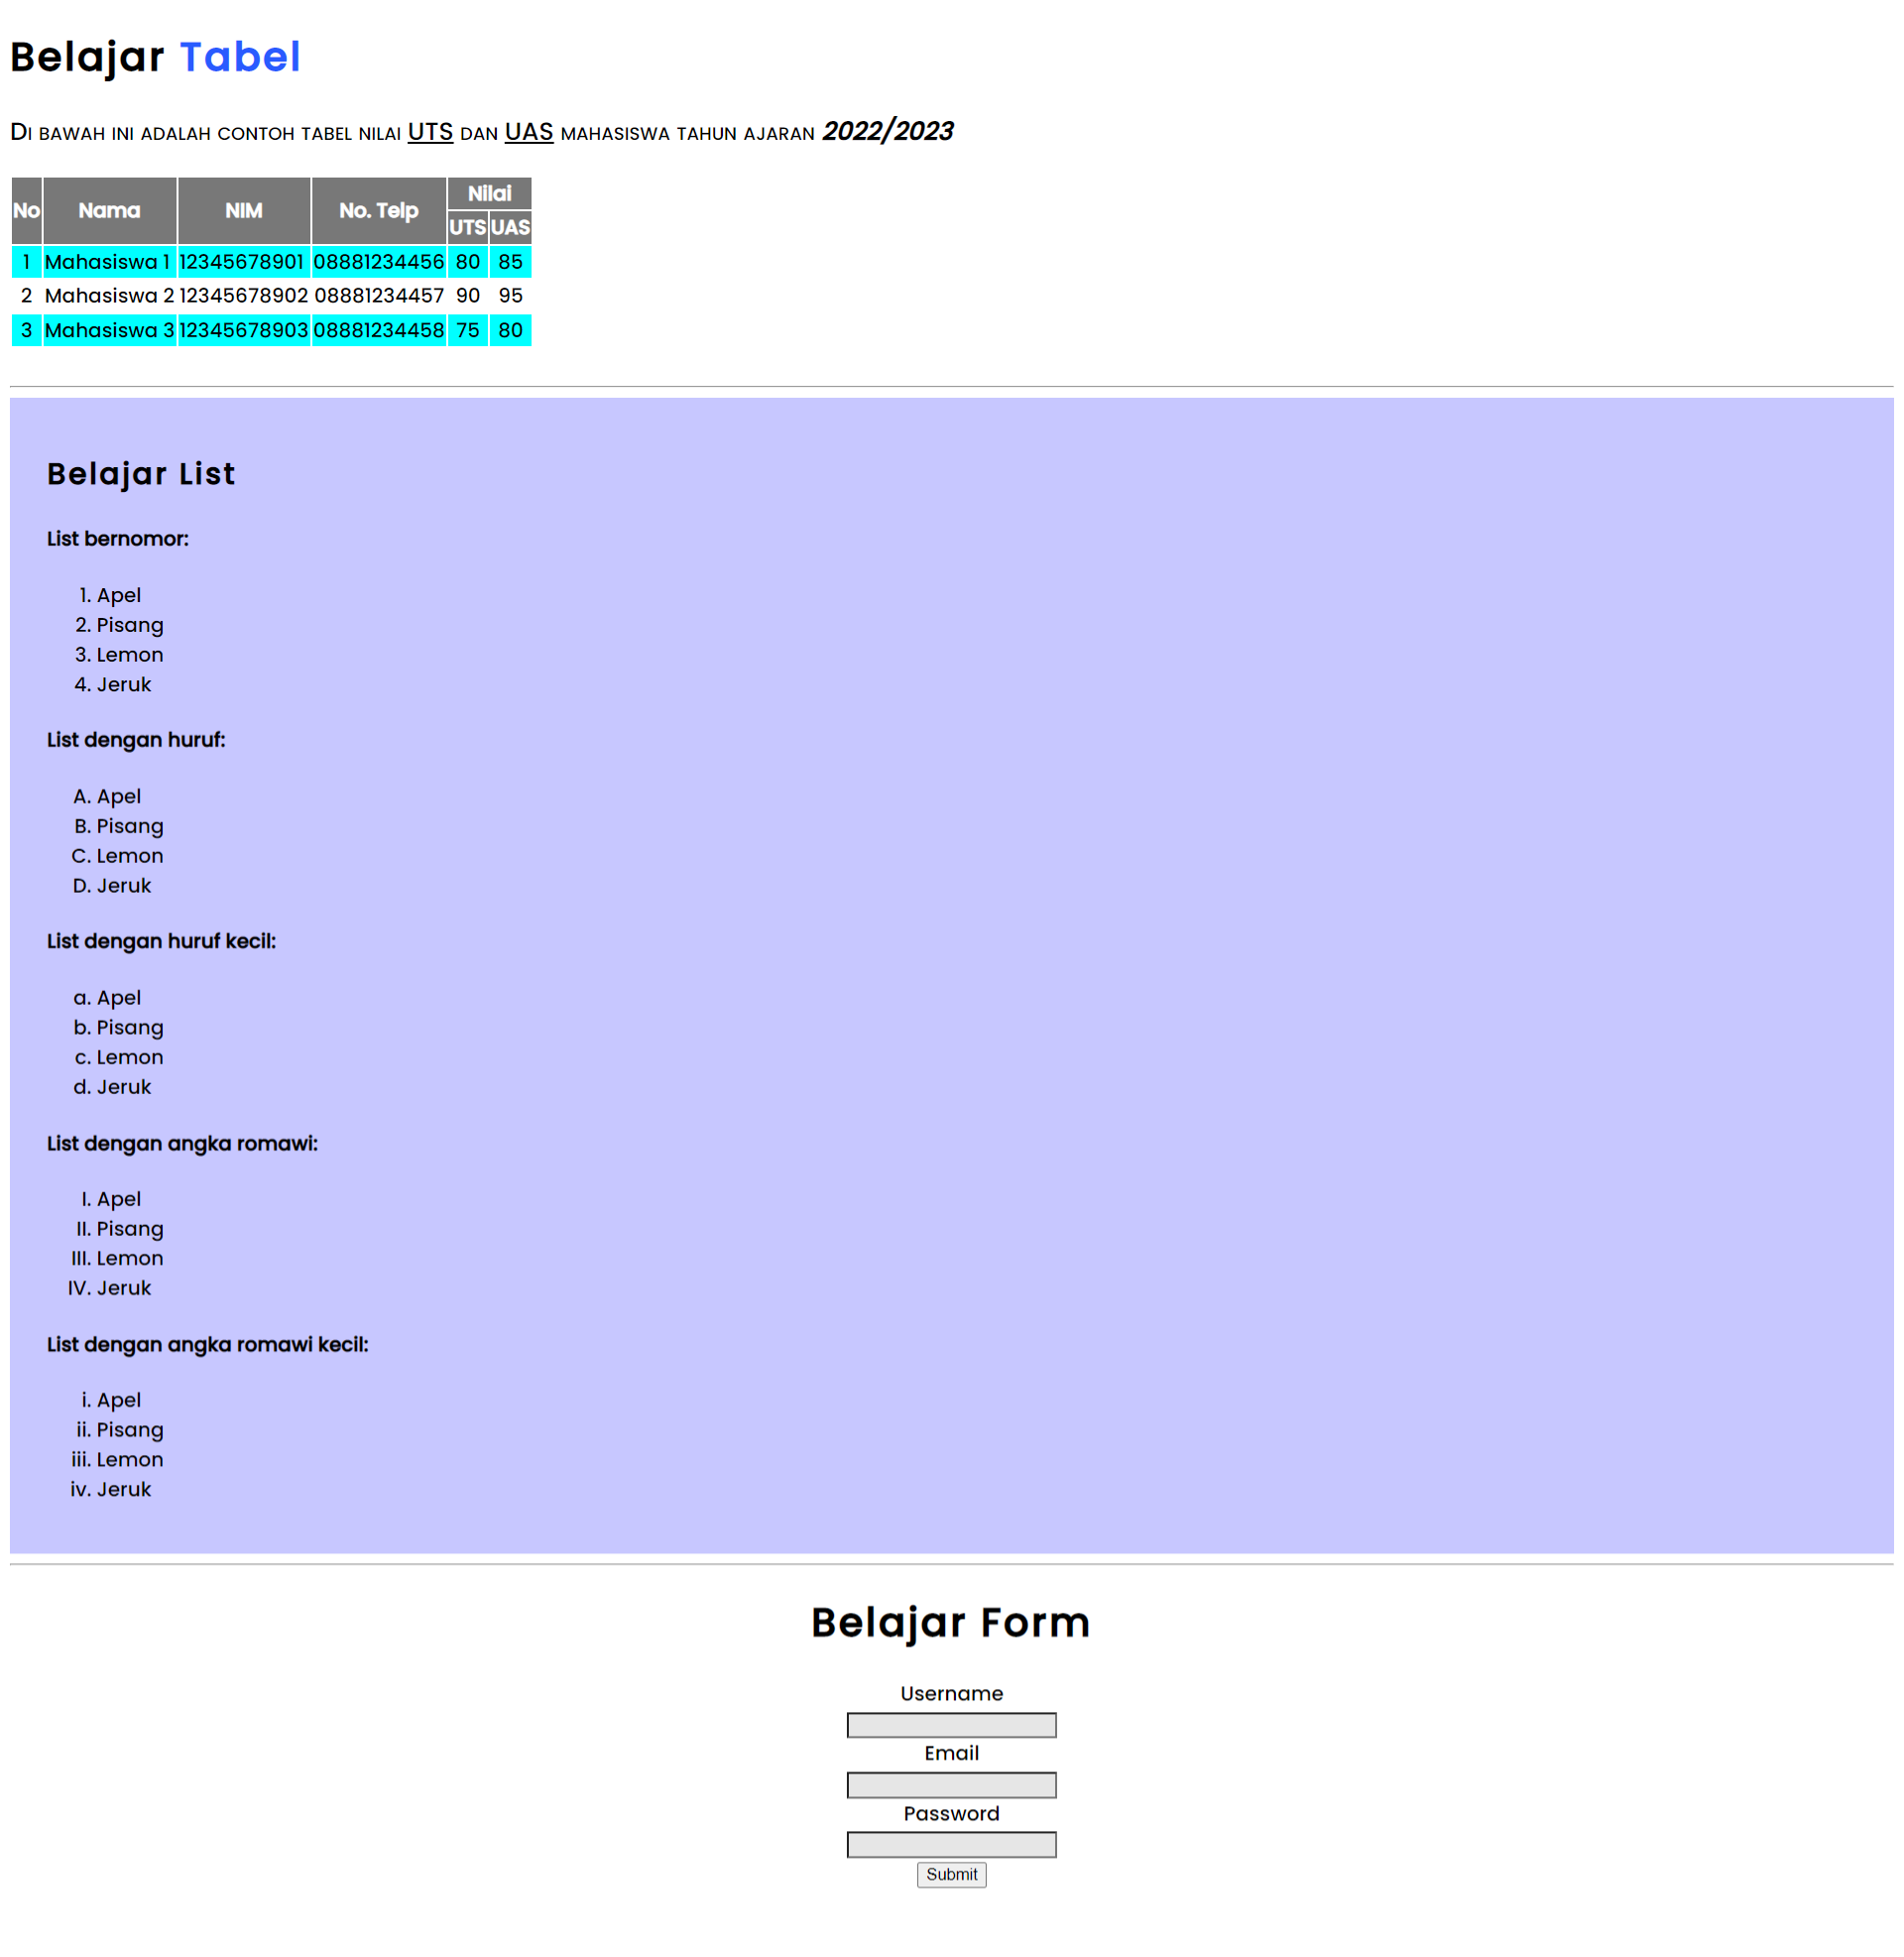 Belajar Tabel
Di bawah ini adalah contoh tabel nilai UTS dan UAS mahasiswa tahun ajaran 2022/2023
No Nama NIM No. Telp Nilai
UTS UAS
1 Mahasiswa 1 12345678901 08881234456 80 85
2 Mahasiswa 2 12345678902 08881234457 90 95
3 Mahasiswa 3 12345678903 08881234458 75 80
Belajar List
List bernomor:
1. Apel
2. Pisang
3. Lemon
4. Jeruk
List dengan huruf:
A. Apel
B. Pisang
C. Lemon
D. Jeruk
List dengan huruf kecil:
a. Apel
b. Pisang
c. Lemon
d. Jeruk
List dengan angka romawi:
I. Apel
II. Pisang
III. Lemon
IV. Jeruk
List dengan angka romawi kecil:
i. Apel
ii. Pisang
iii. Lemon
iv. Jeruk
Belajar Form
Username
Email
Password
Submit